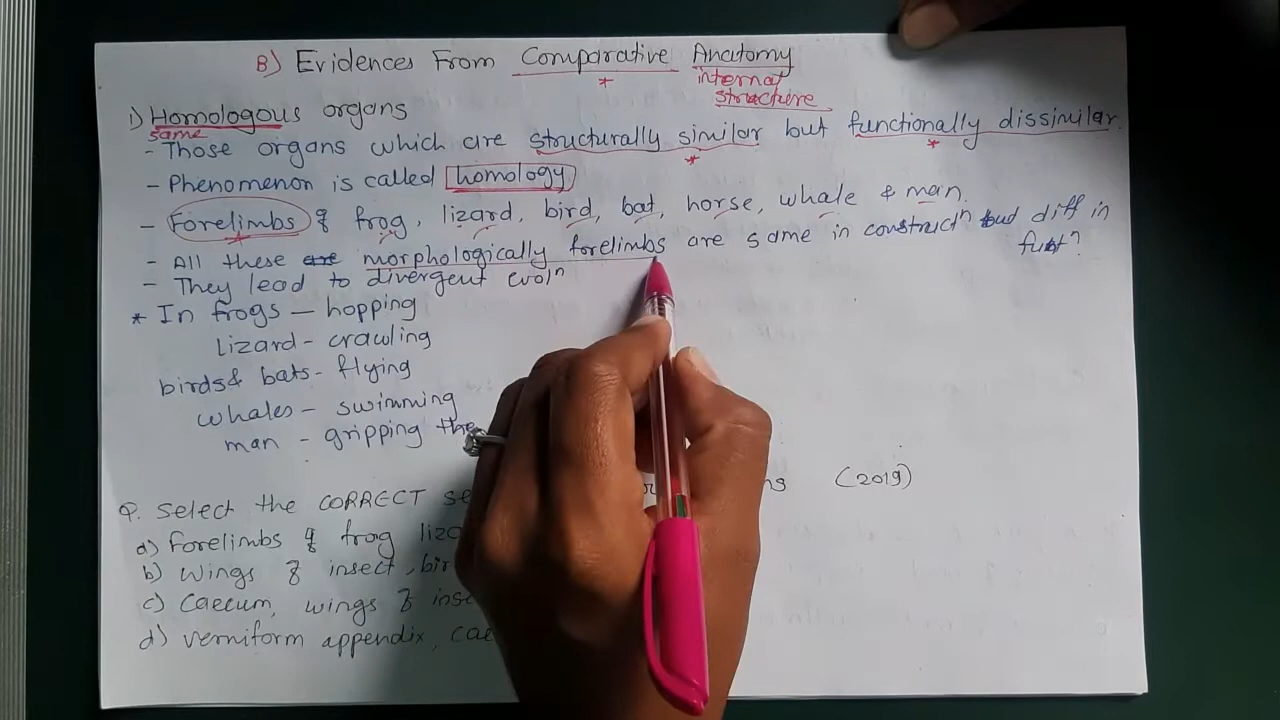 B) Evidences From Comparative Anatomy
* internal
structure
i) Homologous organs
same
- Those organs which are structurally similar but functionally dissimilar.
* *
- Phenomenon is called homology
- Forelimbs of frog, lizard, bird, bat, horse, whale & man.
- All these are morphologically forelimbs are same in constructn but diff in
functn
- They lead to divergent evoln
* In frogs - hopping
lizard - crawling
birds & bats - flying
whales - swimming
man - gripping the
Q. Select the CORRECT (2019)
a) Forelimbs of frog
b) Wings of insect,
c) Caecum, wings of
d) vermiform appendix,